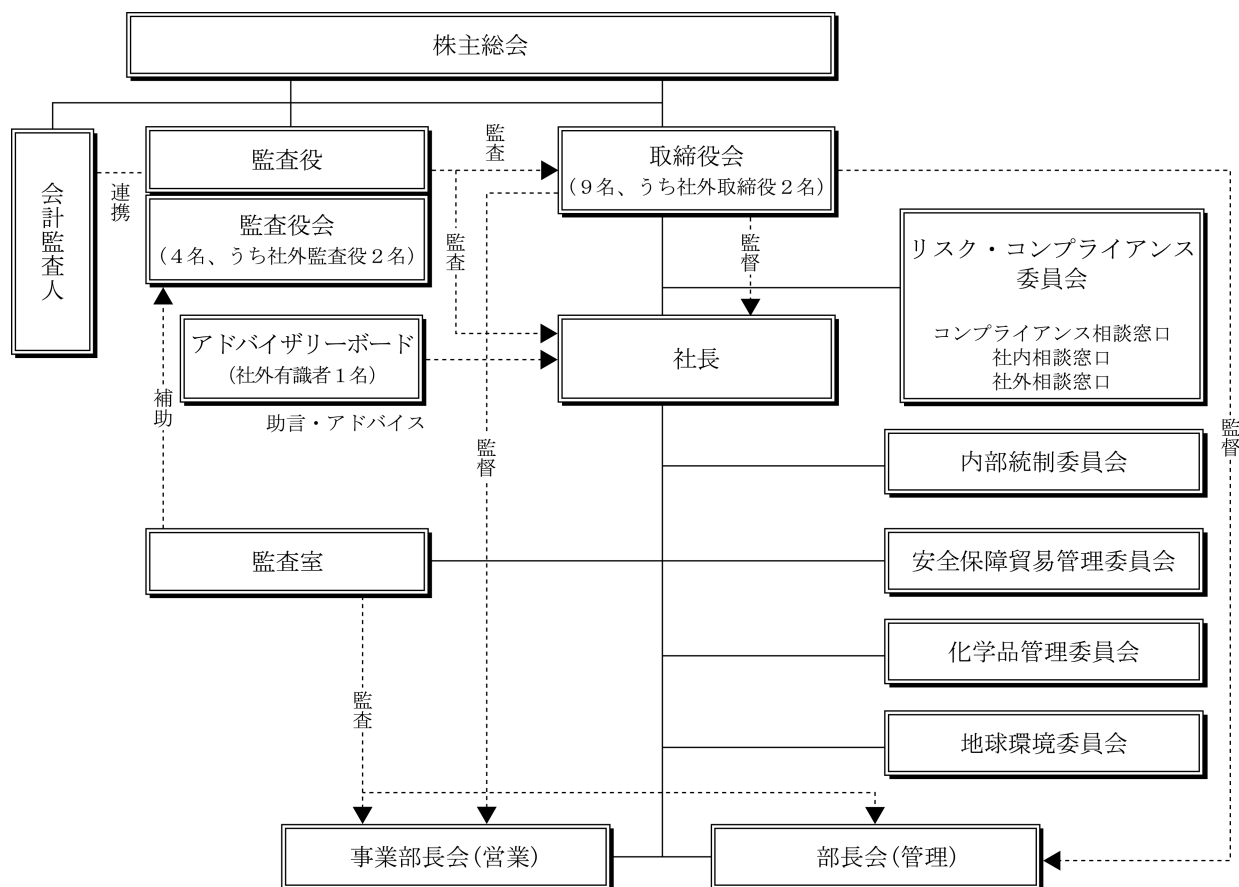 株主総会
会計監査人
連携
監査役
監査役会
(4名、うち社外監査役2名)
監査
取締役会
(9名、うち社外取締役2名)
監査
監督
リスク・コンプライアンス
委員会
コンプライアンス相談窓口
社内相談窓口
社外相談窓口
アドバイザリーボード
(社外有識者1名)
助言・アドバイス
社長
補助
監督
監督
内部統制委員会
監査室
安全保障貿易管理委員会
化学品管理委員会
監査
地球環境委員会
事業部長会(営業)
部長会(管理)